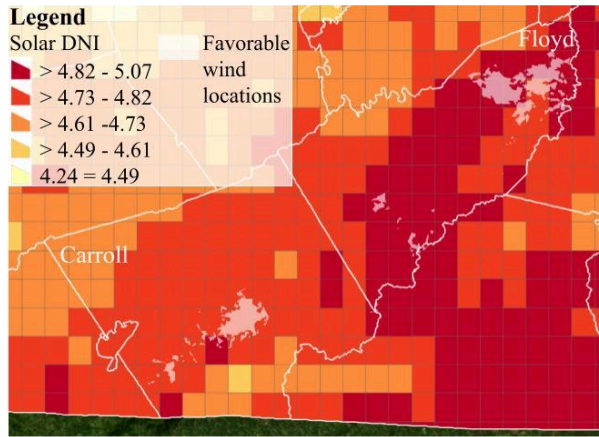 Legend
Solar DNI
> 4.82 - 5.07
> 4.73 - 4.82
> 4.61 -4.73
> 4.49 - 4.61
4.24 = 4.49
Favorable
wind
locations
Floyd
Carroll